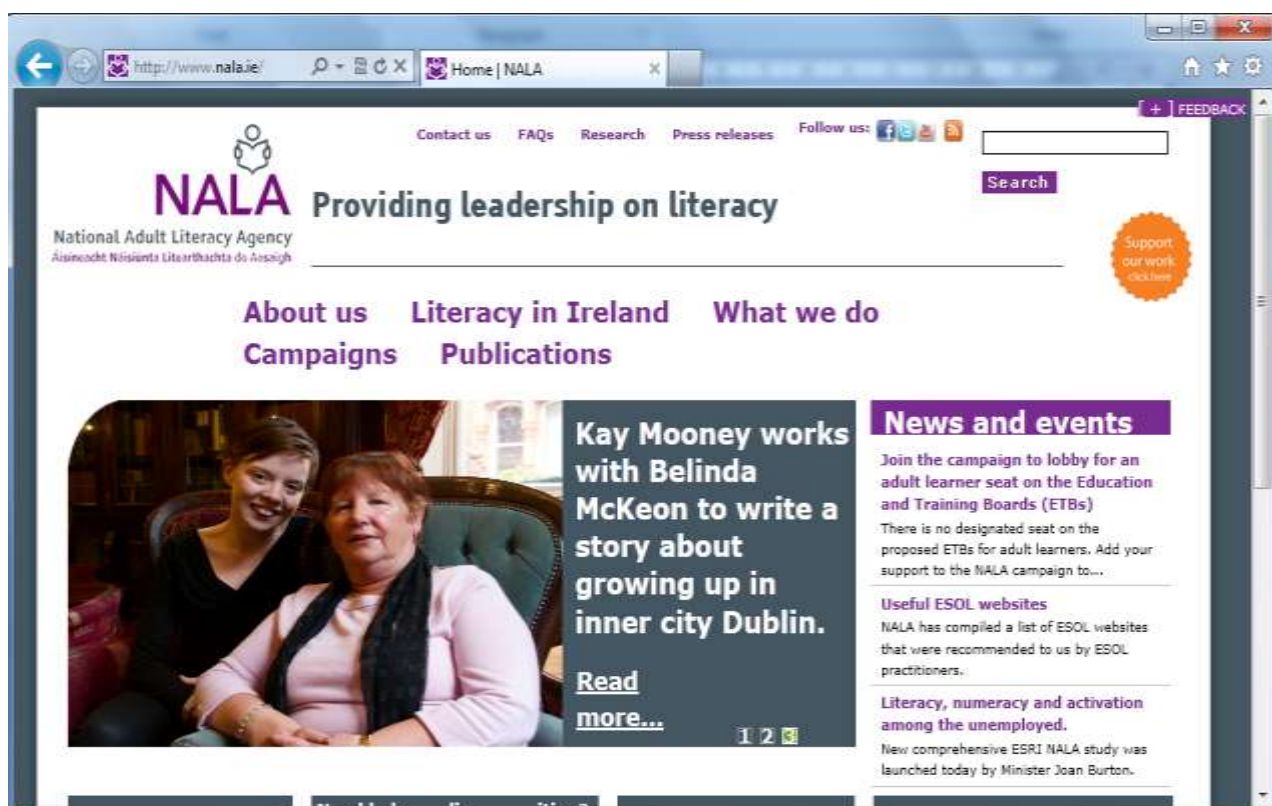 http://www.nala.ie/
Home | NALA
[ + ] FEEDBACK
Contact us FAQs Research Press releases Follow us:
Search
NALA
National Adult Literacy Agency
Áisíneacht Náisiúnta Litearthachta do Aosaigh
Providing leadership on literacy
Support
our work
click here
About us Literacy in Ireland What we do
Campaigns Publications
Kay Mooney works
with Belinda
McKeon to write a
story about
growing up in
inner city Dublin.
Read
more...
1 2 3
News and events
Join the campaign to lobby for an
adult learner seat on the Education
and Training Boards (ETBs)
There is no designated seat on the
proposed ETBs for adult learners. Add your
support to the NALA campaign to....
Useful ESOL websites
NALA has compiled a list of ESOL websites
that were recommended to us by ESOL
practitioners.
Literacy, numeracy and activation
among the unemployed.
New comprehensive ESRI NALA study was
launched today by Minister Joan Burton.